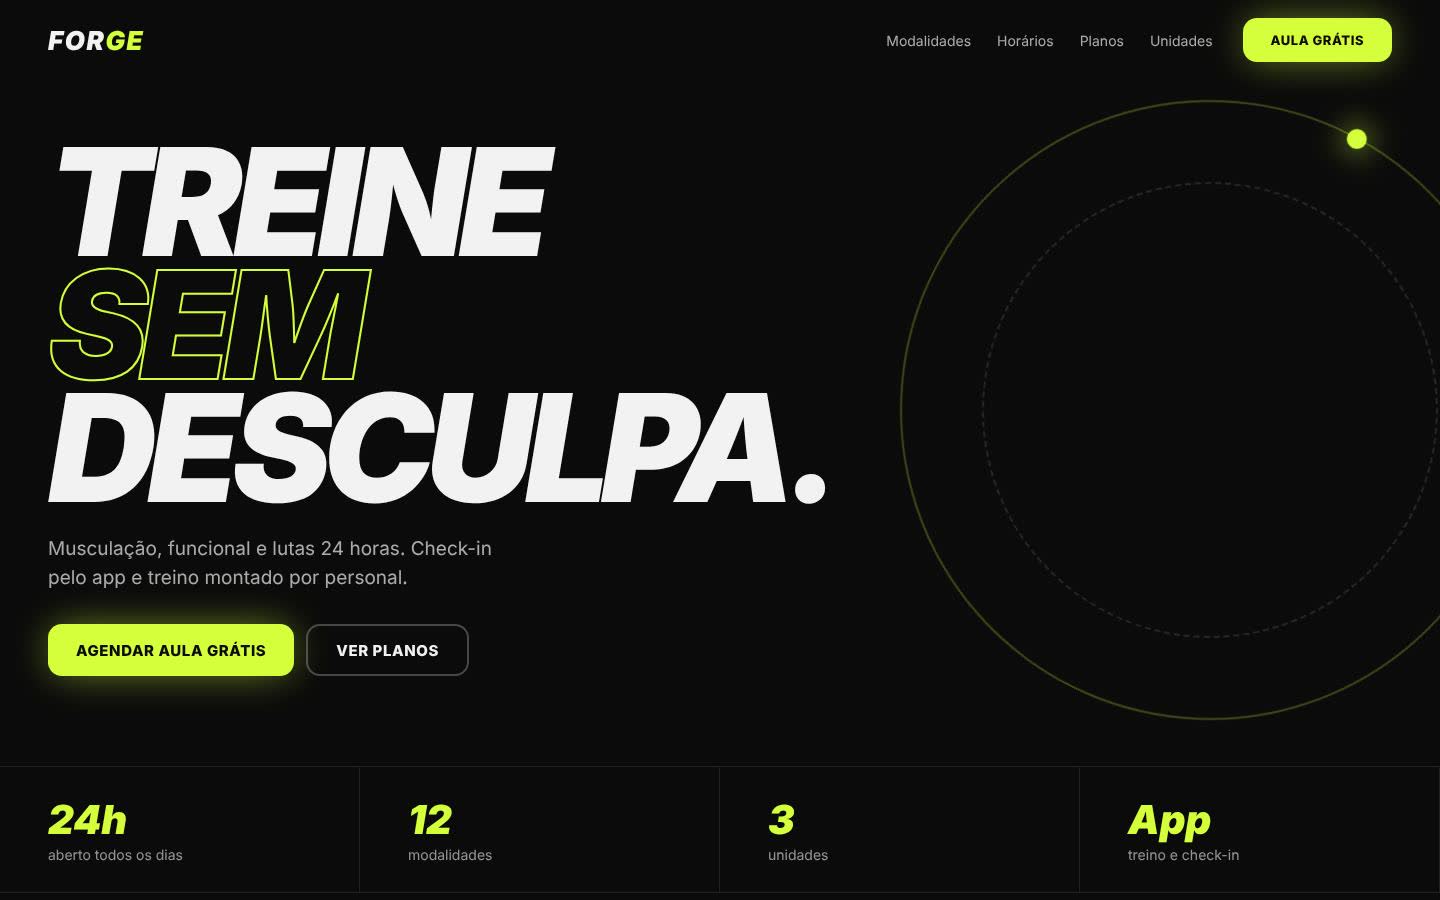 FORGE
Modalidades Horários Planos Unidades AULA GRÁTIS
TREINE
SEM
DESCULPA.
Musculação, funcional e lutas 24 horas. Check-in
pelo app e treino montado por personal.
AGENDAR AULA GRÁTIS VER PLANOS
24h
aberto todos os dias
12
modalidades
3
unidades
App
treino e check-in